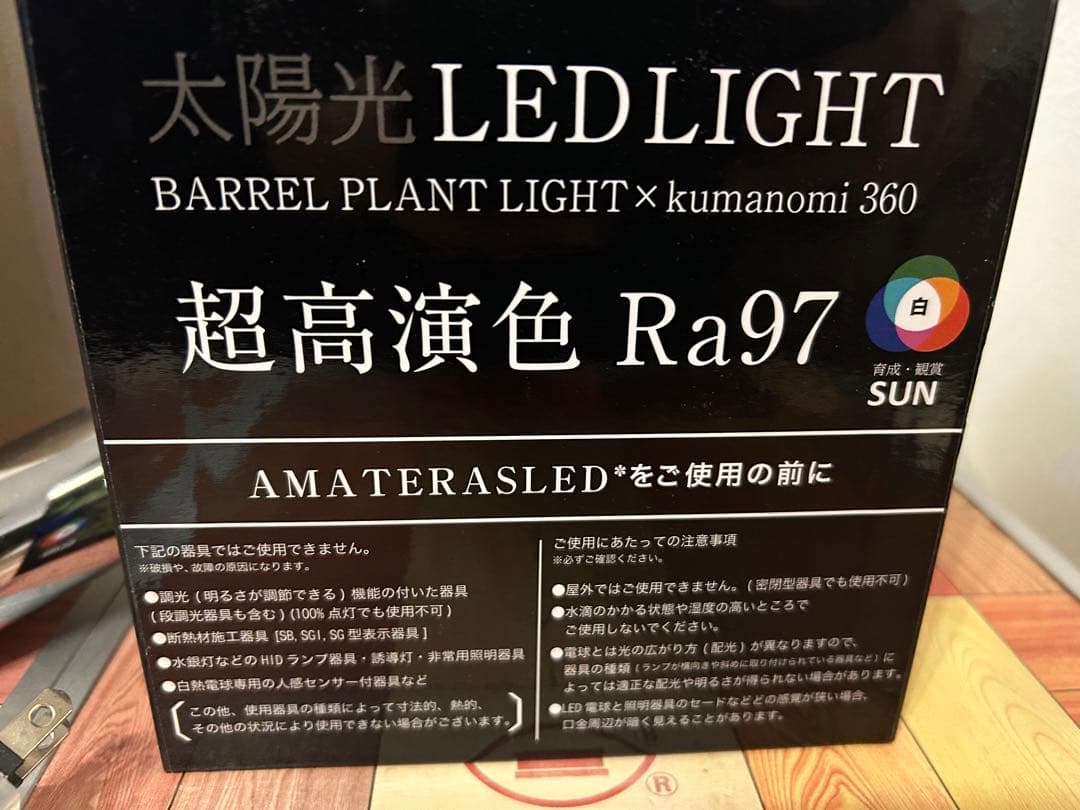 太陽光 LED LIGHT
BARREL PLANT LIGHT × kumanomi 360
超高演色 Ra97
白
育成・観賞
SUN
AMATERASLED*をご使用の前に
下記の器具ではご使用できません。
※破損や、故障の原因になります。
●調光(明るさが調節できる)機能の付いた器具
(段調光器具も含む)(100%点灯でも使用不可)
●断熱材施工器具[SB,SGI,SG型表示器具]
●水銀灯などのHIDランプ器具・誘導灯・非常用照明器具
●白熱電球専用の人感センサー付器具など
この他、使用器具の種類によって寸法的、熱的、
その他の状況により使用できない場合がございます。
ご使用にあたっての注意事項
※必ずご確認ください。
●屋外ではご使用できません。(密閉型器具でも使用不可)
●水滴のかかる状態や湿度の高いところで
ご使用しないでください。
●電球とは光の広がり方(配光)が異なりますので、
器具の種類(ランプが横向きや斜めに取り付けられている器具など)に
よっては適正な配光や明るさが得られない場合があります。
●LED電球と照明器具のセードなどどの感覚が狭い場合、
口金周辺が暗く見えることがあります。
®